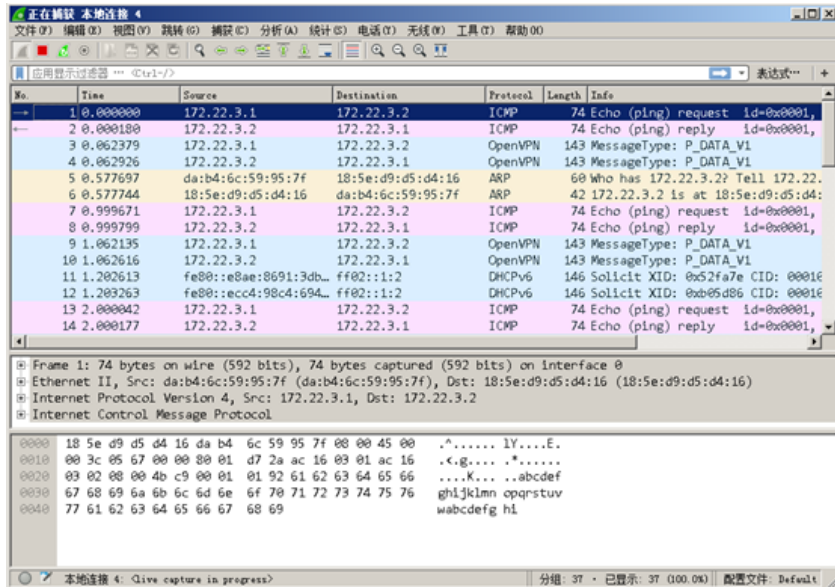 正在捕获 本地连接 4
文件(F) 编辑(E) 视图(V) 跳转(G) 捕获(C) 分析(A) 统计(S) 电话(Y) 无线(W) 工具(T) 帮助(H)
应用显示过滤器 … <Ctrl-/> 表达式… +
No. Time Source Destination Protocol Length Info
1 0.000000 172.22.3.1 172.22.3.2 ICMP 74 Echo (ping) request id=0x0001,
2 0.000180 172.22.3.2 172.22.3.1 ICMP 74 Echo (ping) reply id=0x0001,
3 0.062379 172.22.3.1 172.22.3.2 OpenVPN 143 MessageType: P_DATA_V1
4 0.062926 172.22.3.2 172.22.3.1 OpenVPN 143 MessageType: P_DATA_V1
5 0.577697 da:b4:6c:59:95:7f 18:5e:d9:d5:d4:16 ARP 60 Who has 172.22.3.2? Tell 172.22.
6 0.577744 18:5e:d9:d5:d4:16 da:b4:6c:59:95:7f ARP 42 172.22.3.2 is at 18:5e:d9:d5:d4:
7 0.999671 172.22.3.1 172.22.3.2 ICMP 74 Echo (ping) request id=0x0001,
8 0.999799 172.22.3.2 172.22.3.1 ICMP 74 Echo (ping) reply id=0x0001,
9 1.062135 172.22.3.1 172.22.3.2 OpenVPN 143 MessageType: P_DATA_V1
10 1.062616 172.22.3.2 172.22.3.1 OpenVPN 143 MessageType: P_DATA_V1
11 1.202613 fe80::e8ae:8691:3db… ff02::1:2 DHCPv6 146 Solicit XID: 0x52fa7e CID: 00010
12 1.203263 fe80::ecc4:98c4:694… ff02::1:2 DHCPv6 146 Solicit XID: 0xb05d86 CID: 00010
13 2.000042 172.22.3.1 172.22.3.2 ICMP 74 Echo (ping) request id=0x0001,
14 2.000177 172.22.3.2 172.22.3.1 ICMP 74 Echo (ping) reply id=0x0001,
Frame 1: 74 bytes on wire (592 bits), 74 bytes captured (592 bits) on interface 0
Ethernet II, Src: da:b4:6c:59:95:7f (da:b4:6c:59:95:7f), Dst: 18:5e:d9:d5:d4:16 (18:5e:d9:d5:d4:16)
Internet Protocol Version 4, Src: 172.22.3.1, Dst: 172.22.3.2
Internet Control Message Protocol
0000 18 5e d9 d5 d4 16 da b4 6c 59 95 7f 08 00 45 00 .^...... lY....E.
0010 00 3c 05 67 00 00 80 01 d7 2a ac 16 03 01 ac 16 .<.g.... .*......
0020 03 02 08 00 4b c9 00 01 01 92 61 62 63 64 65 66 ....K... ..abcdef
0030 67 68 69 6a 6b 6c 6d 6e 6f 70 71 72 73 74 75 76 ghijklmn opqrstuv
0040 77 61 62 63 64 65 66 67 68 69 wabcdefg hi
本地连接 4: <live capture in progress> 分组: 37 · 已显示: 37 (100.0%) 配置文件: Default